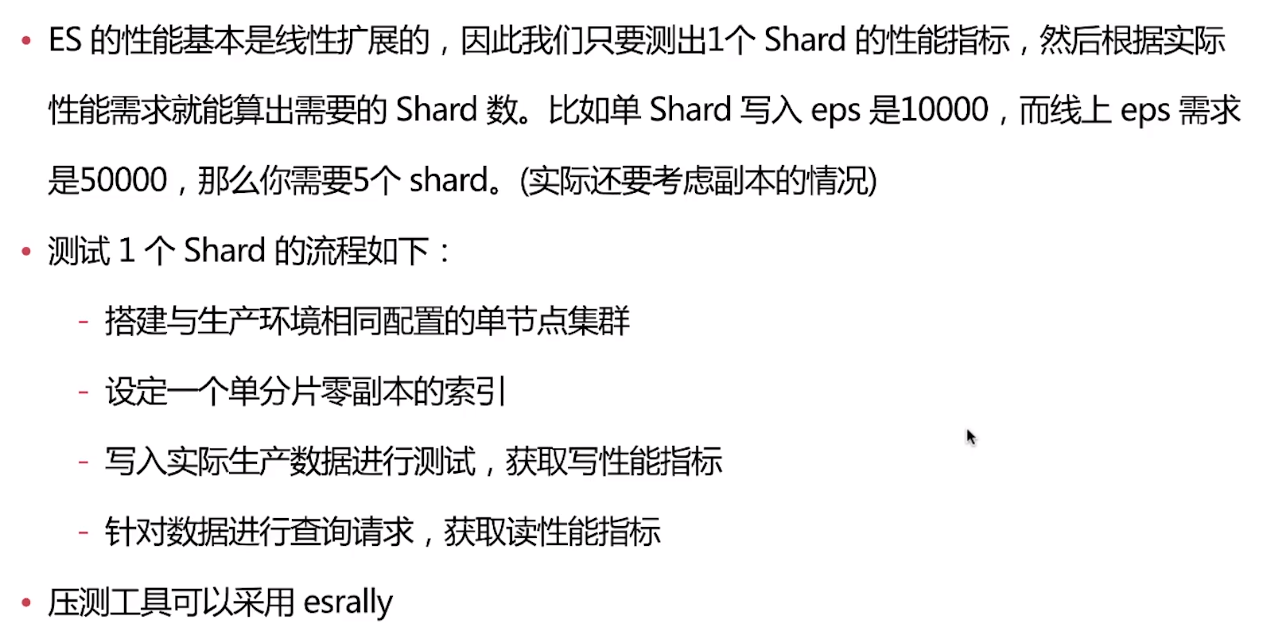 • ES 的性能基本是线性扩展的，因此我们只要测出1个 Shard 的性能指标，然后根据实际
性能需求就能算出需要的 Shard 数。比如单 Shard 写入 eps 是10000，而线上 eps 需求
是50000，那么你需要5个 shard。(实际还要考虑副本的情况)
• 测试 1 个 Shard 的流程如下：
- 搭建与生产环境相同配置的单节点集群
- 设定一个单分片零副本的索引
- 写入实际生产数据进行测试，获取写性能指标
- 针对数据进行查询请求，获取读性能指标
• 压测工具可以采用 esrally